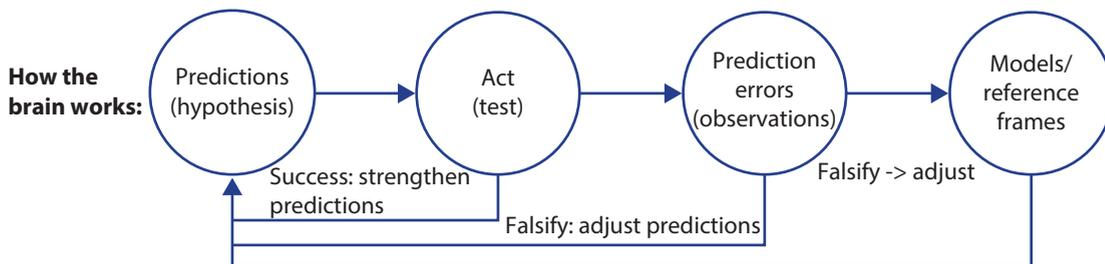 How the
brain works:
Predictions
(hypothesis)
Act
(test)
Prediction
errors
(observations)
Models/
reference
frames
Success: strengthen
predictions
Falsify: adjust predictions
Falsify -> adjust